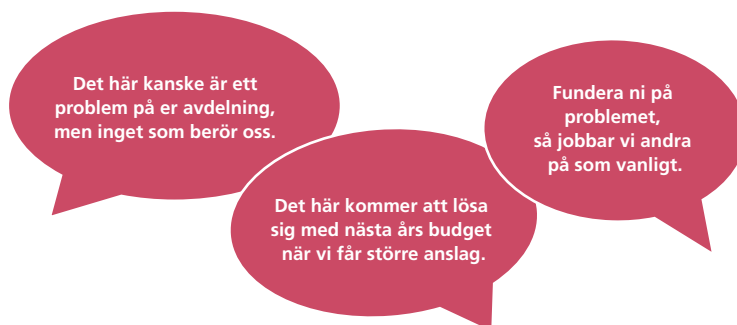 Det här kanske är ett
problem på er avdelning,
men inget som berör oss.
Det här kommer att lösa
sig med nästa års budget
när vi får större anslag.
Fundera ni på
problemet,
så jobbar vi andra
på som vanligt.